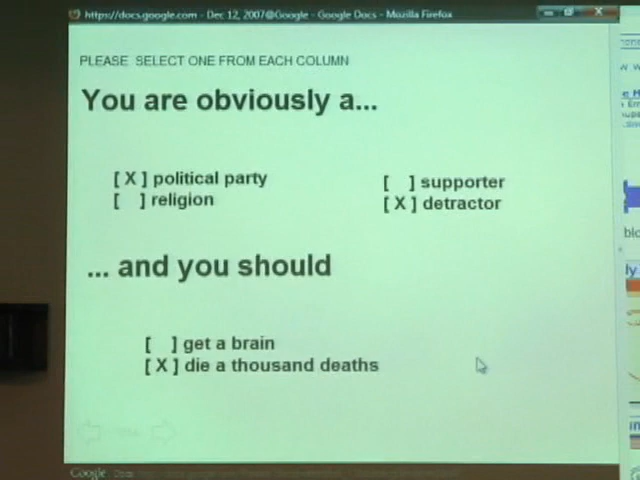 https://docs.google.com - Dec 12, 2007@Google - Google Docs - Mozilla Firefox
PLEASE SELECT ONE FROM EACH COLUMN
You are obviously a...
[ X ] political party
[ ] supporter
[ ] religion
[ X ] detractor
... and you should
[ ] get a brain
[ X ] die a thousand deaths
Google